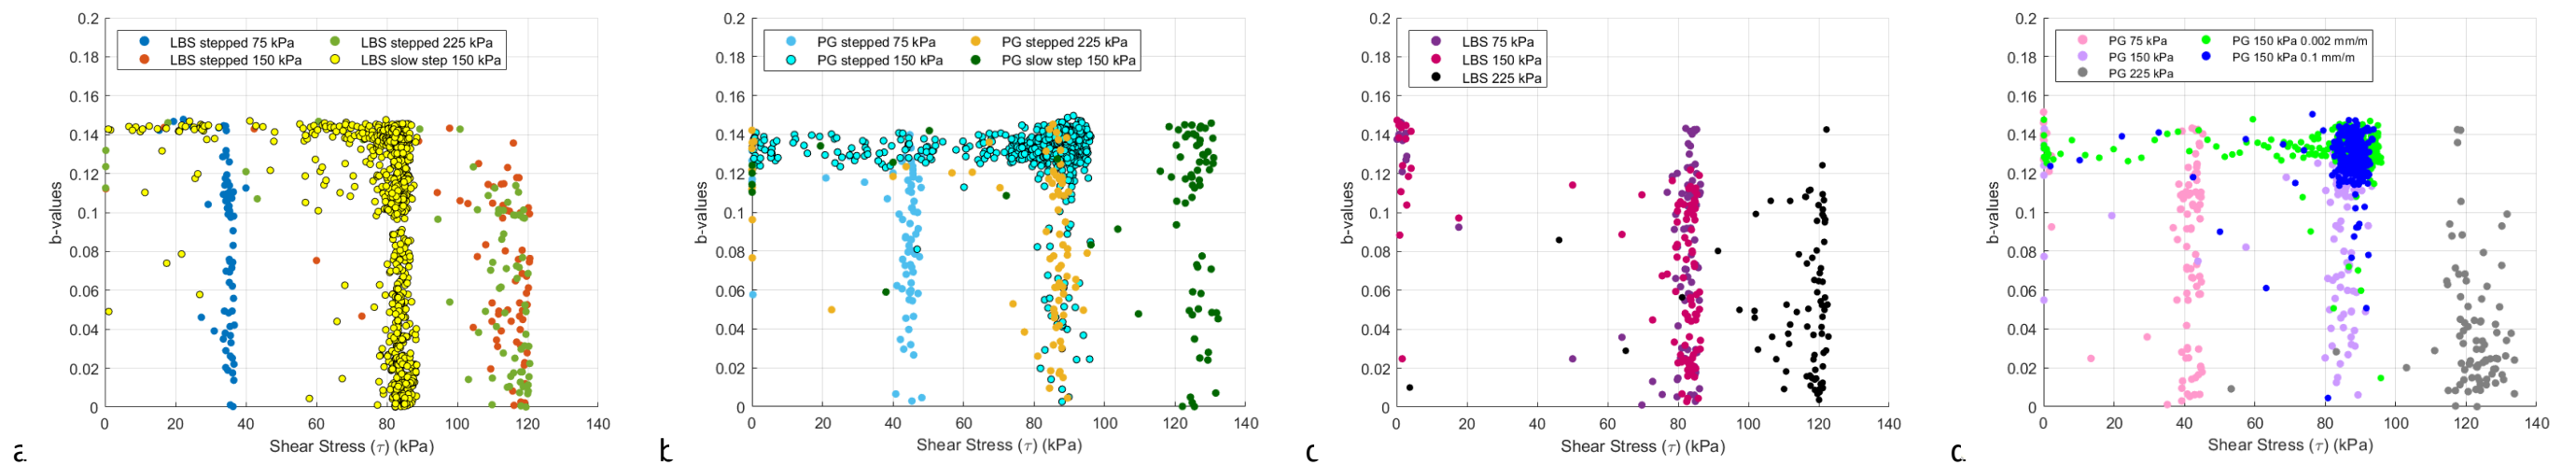 0.2
0.18
0.16
0.14
0.12
0.1
0.08
0.06
0.04
0.02
0
b-values
LBS stepped 75 kPa
LBS stepped 150 kPa
LBS stepped 225 kPa
LBS slow step 150 kPa
0 20 40 60 80 100 120 140
Shear Stress (τ) (kPa)
a.
0.2
0.18
0.16
0.14
0.12
0.1
0.08
0.06
0.04
0.02
0
b-values
PG stepped 75 kPa
PG stepped 150 kPa
PG stepped 225 kPa
PG slow step 150 kPa
0 20 40 60 80 100 120 140
Shear Stress (τ) (kPa)
0.2
0.18
0.16
0.14
0.12
0.1
0.08
0.06
0.04
0.02
0
b-values
LBS 75 kPa
LBS 150 kPa
LBS 225 kPa
0 20 40 60 80 100 120 140
Shear Stress (τ) (kPa)
0.2
0.18
0.16
0.14
0.12
0.1
0.08
0.06
0.04
0.02
0
b-values
PG 75 kPa
PG 150 kPa
PG 225 kPa
PG 150 kPa 0.002 mm/m
PG 150 kPa 0.1 mm/m
0 20 40 60 80 100 120 140
Shear Stress (τ) (kPa)